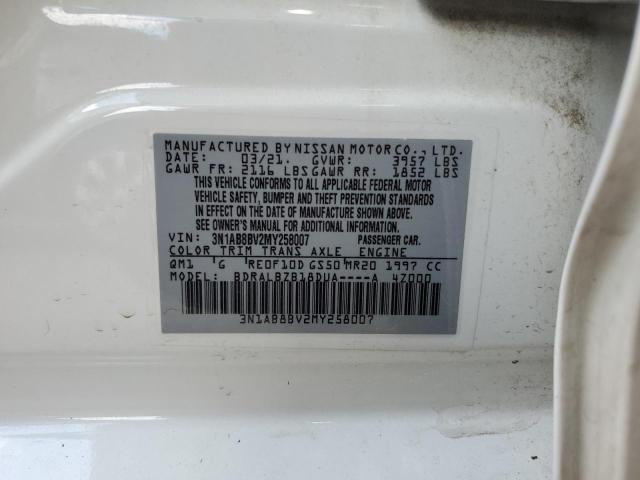 MANUFACTURED BY NISSAN MOTOR CO., LTD.
DATE: 03/21. GVWR: 3957 LBS
GAWR FR: 2116 LBS GAWR RR: 1852 LBS
THIS VEHICLE CONFORMS TO ALL APPLICABLE FEDERAL MOTOR
VEHICLE SAFETY, BUMPER AND THEFT PREVENTION STANDARDS
IN EFFECT ON THE DATE OF MANUFACTURE SHOWN ABOVE.
SEE OWNER'S MANUAL FOR ADDITIONAL INFORMATION.
VIN: 3N1AB8BV2MY258007 PASSENGER CAR.
COLOR TRIM TRANS AXLE ENGINE
QM1 G RE0F10D GS50 MR20 1997 CC
MODEL: BDRALBZB18DUA----A 4Z000
3N1AB8BV2MY258007